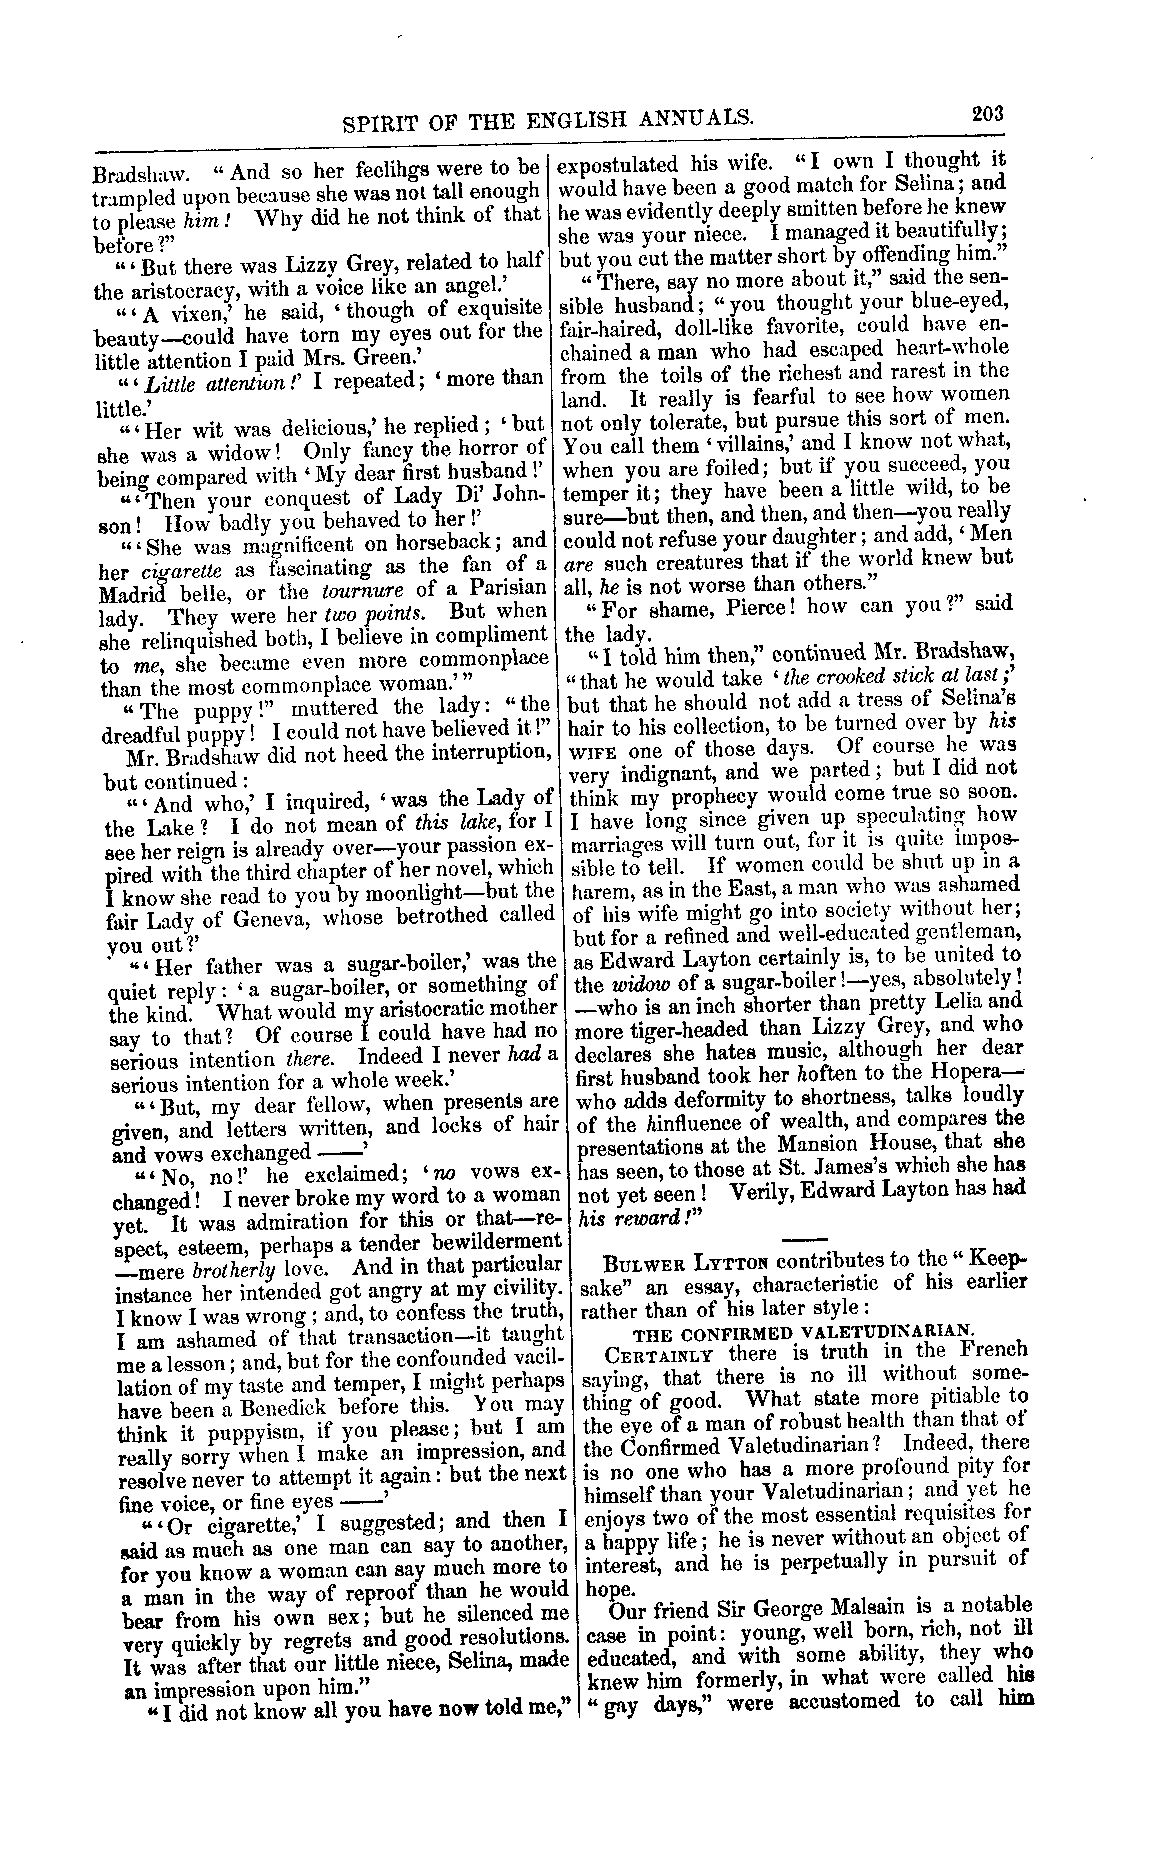 SPIRIT OF THE ENGLISH ANNUALS.
203
Bradshaw. “And so her feelihgs were to be
trampled upon because she was not tall enough
to please him! Why did he not think of that
before?”
“‘But there was Lizzy Grey, related to half
the aristocracy, with a voice like an angel.’
“‘A vixen,’ he said, ‘though of exquisite
beauty—could have torn my eyes out for the
little attention I paid Mrs. Green.’
“‘Little attention!’ I repeated; ‘more than
little.’
“‘Her wit was delicious,’ he replied; ‘but
she was a widow! Only fancy the horror of
being compared with ‘My dear first husband!’
“‘Then your conquest of Lady Di’ John-
son! How badly you behaved to her!’
“‘She was magnificent on horseback; and
her cigarette as fascinating as the fan of a
Madrid belle, or the tournure of a Parisian
lady. They were her two points. But when
she relinquished both, I believe in compliment
to me, she became even more commonplace
than the most commonplace woman.’”
“The puppy!” muttered the lady: “the
dreadful puppy! I could not have believed it!”
Mr. Bradshaw did not heed the interruption,
but continued:
“‘And who,’ I inquired, ‘was the Lady of
the Lake? I do not mean of this lake, for I
see her reign is already over—your passion ex-
pired with the third chapter of her novel, which
I know she read to you by moonlight—but the
fair Lady of Geneva, whose betrothed called
you out?’
“‘Her father was a sugar-boiler,’ was the
quiet reply: ‘a sugar-boiler, or something of
the kind. What would my aristocratic mother
say to that? Of course I could have had no
serious intention there. Indeed I never had a
serious intention for a whole week.’
“‘But, my dear fellow, when presents are
given, and letters written, and locks of hair
and vows exchanged ——’
“‘No, no!’ he exclaimed; ‘no vows ex-
changed! I never broke my word to a woman
yet. It was admiration for this or that—re-
spect, esteem, perhaps a tender bewilderment
—mere brotherly love. And in that particular
instance her intended got angry at my civility.
I know I was wrong; and, to confess the truth,
I am ashamed of that transaction—it taught
me a lesson; and, but for the confounded vacil-
lation of my taste and temper, I might perhaps
have been a Benedick before this. You may
think it puppyism, if you please; but I am
really sorry when I make an impression, and
resolve never to attempt it again: but the next
fine voice, or fine eyes ——’
“‘Or cigarette,’ I suggested; and then I
said as much as one man can say to another,
for you know a woman can say much more to
a man in the way of reproof than he would
bear from his own sex; but he silenced me
very quickly by regrets and good resolutions.
It was after that our little niece, Selina, made
an impression upon him.”
“I did not know all you have now told me,”
expostulated his wife. “I own I thought it
would have been a good match for Selina; and
he was evidently deeply smitten before he knew
she was your niece. I managed it beautifully;
but you cut the matter short by offending him.”
“There, say no more about it,” said the sen-
sible husband; “you thought your blue-eyed,
fair-haired, doll-like favorite, could have en-
chained a man who had escaped heart-whole
from the toils of the richest and rarest in the
land. It really is fearful to see how women
not only tolerate, but pursue this sort of men.
You call them ‘villains,’ and I know not what,
when you are foiled; but if you succeed, you
temper it; they have been a little wild, to be
sure—but then, and then, and then—you really
could not refuse your daughter; and add, ‘Men
are such creatures that if the world knew but
all, he is not worse than others.”
“For shame, Pierce! how can you?” said
the lady.
“I told him then,” continued Mr. Bradshaw,
“that he would take ‘the crooked stick at last;’
but that he should not add a tress of Selina’s
hair to his collection, to be turned over by his
WIFE one of those days. Of course he was
very indignant, and we parted; but I did not
think my prophecy would come true so soon.
I have long since given up speculating how
marriages will turn out, for it is quite impos-
sible to tell. If women could be shut up in a
harem, as in the East, a man who was ashamed
of his wife might go into society without her;
but for a refined and well-educated gentleman,
as Edward Layton certainly is, to be united to
the widow of a sugar-boiler!—yes, absolutely!
—who is an inch shorter than pretty Lelia and
more tiger-headed than Lizzy Grey, and who
declares she hates music, although her dear
first husband took her hoften to the Hopera—
who adds deformity to shortness, talks loudly
of the hinfluence of wealth, and compares the
presentations at the Mansion House, that she
has seen, to those at St. James’s which she has
not yet seen! Verily, Edward Layton has had
his reward!”
BULWER LYTTON contributes to the “Keep-
sake” an essay, characteristic of his earlier
rather than of his later style:
THE CONFIRMED VALETUDINARIAN.
CERTAINLY there is truth in the French
saying, that there is no ill without some-
thing of good. What state more pitiable to
the eye of a man of robust health than that of
the Confirmed Valetudinarian? Indeed, there
is no one who has a more profound pity for
himself than your Valetudinarian; and yet he
enjoys two of the most essential requisites for
a happy life; he is never without an object of
interest, and he is perpetually in pursuit of
hope.
Our friend Sir George Malsain is a notable
case in point: young, well born, rich, not ill
educated, and with some ability, they who
knew him formerly, in what were called his
“gay days,” were accustomed to call him